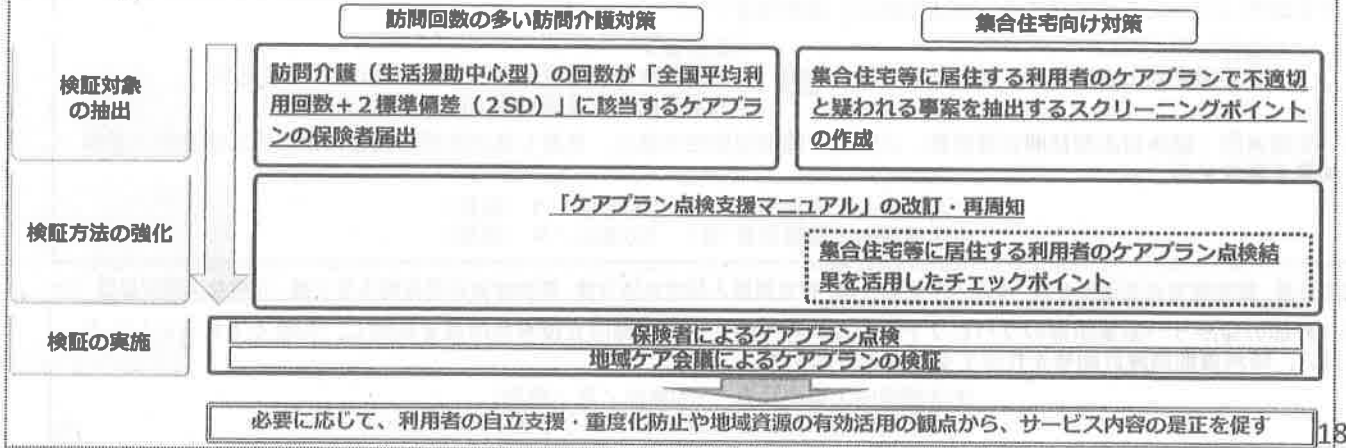 訪問回数の多い訪問介護対策
集合住宅向け対策
検証対象
の抽出
訪問介護（生活援助中心型）の回数が「全国平均利
用回数＋２標準偏差（２SD）」に該当するケアプラ
ンの保険者届出
集合住宅等に居住する利用者のケアプランで不適切
と疑われる事案を抽出するスクリーニングポイント
の作成
検証方法の強化
「ケアプラン点検支援マニュアル」の改訂・再周知
集合住宅等に居住する利用者のケアプラン点検結
果を活用したチェックポイント
検証の実施
保険者によるケアプラン点検
地域ケア会議によるケアプランの検証
必要に応じて、利用者の自立支援・重度化防止や地域資源の有効活用の観点から、サービス内容の是正を促す
18